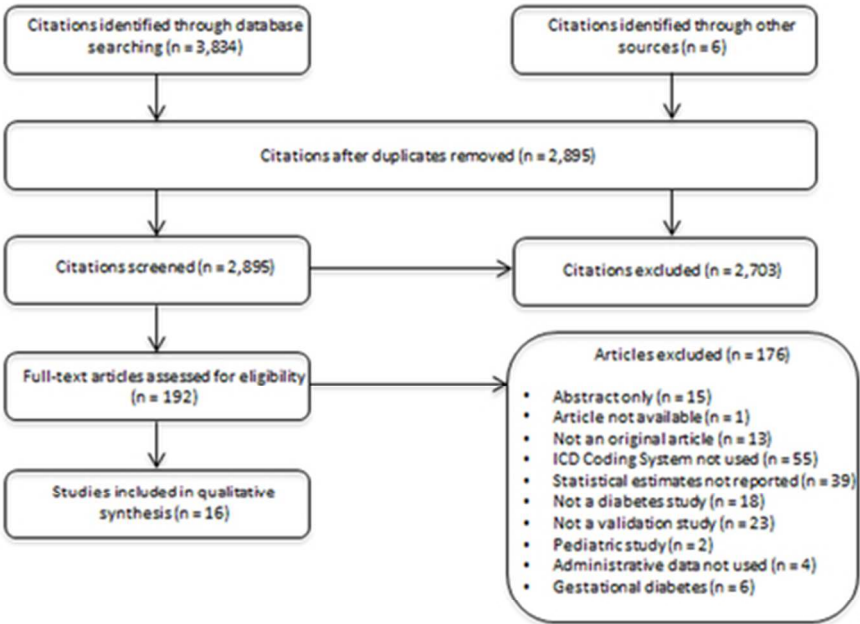 Citations identified through database
searching (n = 3,834)
Citations identified through other
sources (n = 6)
Citations after duplicates removed (n = 2,895)
Citations screened (n = 2,895)
Citations excluded (n = 2,703)
Full-text articles assessed for eligibility
(n = 192)
Articles excluded (n = 176)
• Abstract only (n = 15)
• Article not available (n = 1)
• Not an original article (n = 13)
• ICD Coding System not used (n = 55)
• Statistical estimates not reported (n = 39)
• Not a diabetes study (n = 18)
• Not a validation study (n = 23)
• Pediatric study (n = 2)
• Administrative data not used (n = 4)
• Gestational diabetes (n = 6)
Studies included in qualitative
synthesis (n = 16)